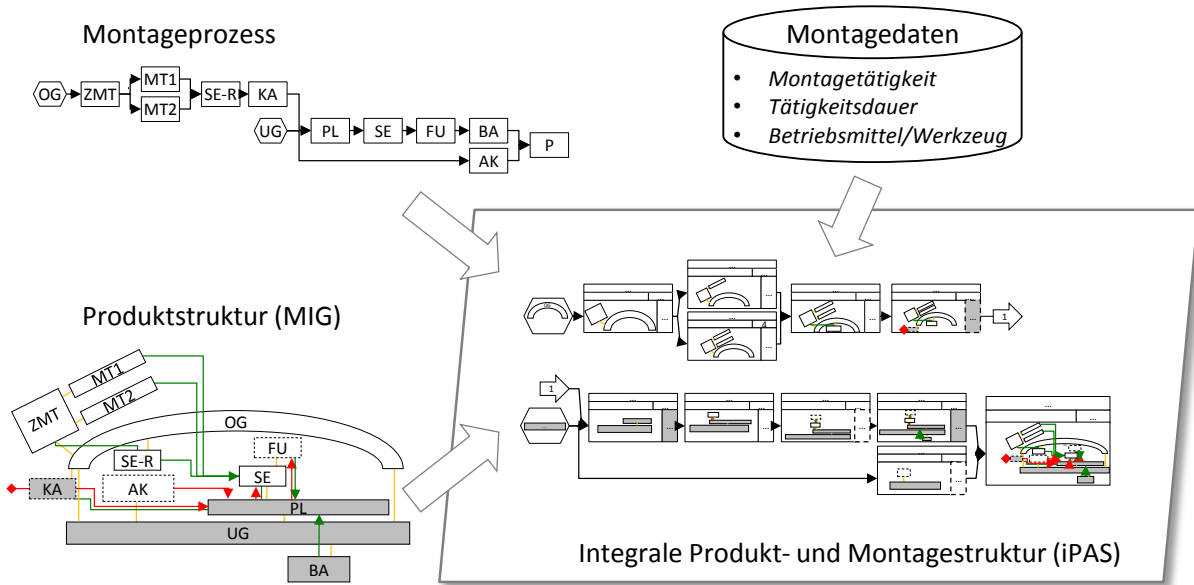 Montageprozess
OG
ZMT
MT1
MT2
SE-R
KA
UG
PL
SE
FU
BA
AK
P
Montagedaten
• Montagetätigkeit
• Tätigkeitsdauer
• Betriebsmittel/Werkzeug
Produktstruktur (MIG)
ZMT
MT1
MT2
OG
SE-R
FU
SE
KA
AK
PL
UG
BA
1
1
Integrale Produkt- und Montagestruktur (iPAS)